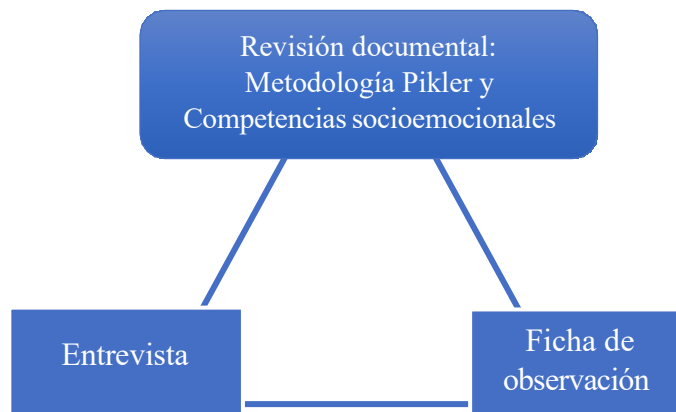 Revisión documental:
Metodología Pikler y
Competencias socioemocionales
Entrevista
Ficha de
observación